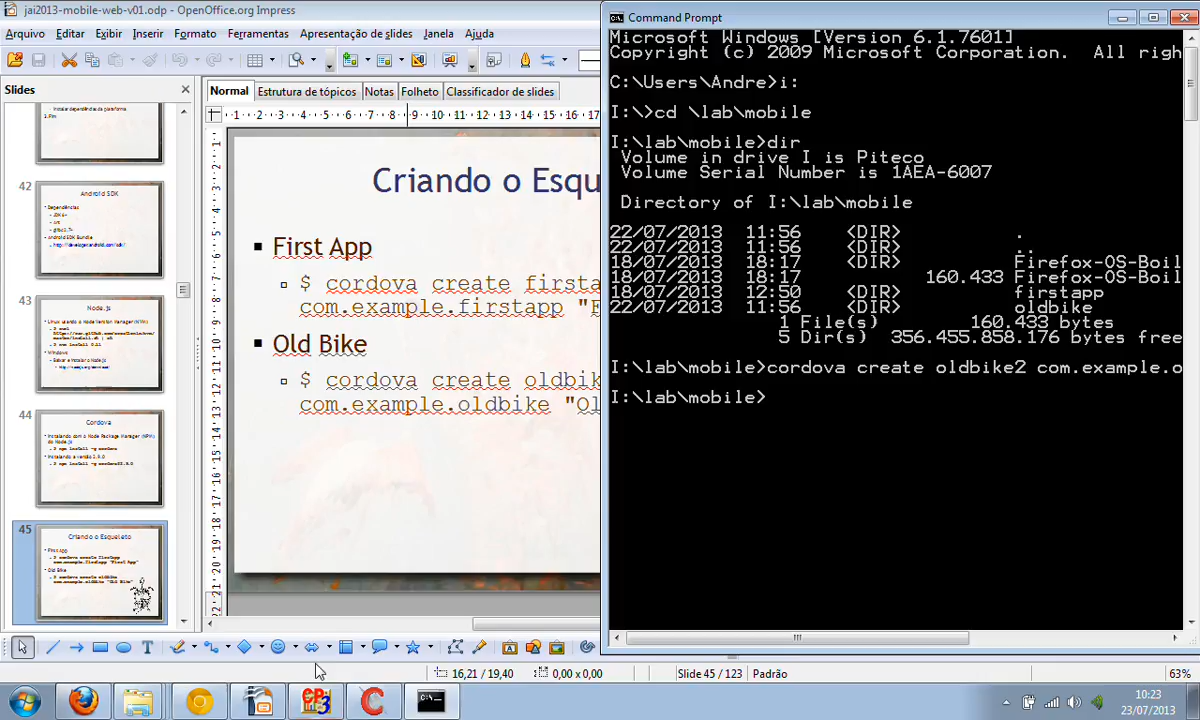 jai2013-mobile-web-v01.odp - OpenOffice.org Impress
Arquivo Editar Exibir Inserir Formato Ferramentas Apresentação de slides Janela Ajuda
Slides
Normal Estrutura de tópicos Notas Folheto Classificador de slides
42
Android SDK
43
Node.js
Windows
44
Cordova
45
Criando o Esqueleto
First App
Old Bike
Criando o Esqu
First App
$ cordova create firsta
com.example.firstapp "F
Old Bike
$ cordova create oldbik
com.example.oldbike "Ol
16,21 / 19,40 0,00 x 0,00 Slide 45 / 123 Padrão 63%
Command Prompt
Microsoft Windows [Version 6.1.7601]
Copyright (c) 2009 Microsoft Corporation. All righ
C:\Users\Andre>i:
I:\>cd \lab\mobile
I:\lab\mobile>dir
Volume in drive I is Piteco
Volume Serial Number is 1AEA-6007
Directory of I:\lab\mobile
22/07/2013 11:56 <DIR> .
22/07/2013 11:56 <DIR> ..
18/07/2013 18:17 <DIR> Firefox-OS-Boil
18/07/2013 18:17 160.433 Firefox-OS-Boil
18/07/2013 12:50 <DIR> firstapp
22/07/2013 11:56 <DIR> oldbike
1 File(s) 160.433 bytes
5 Dir(s) 356.455.858.176 bytes free
I:\lab\mobile>cordova create oldbike2 com.example.o
I:\lab\mobile>
10:23
23/07/2013